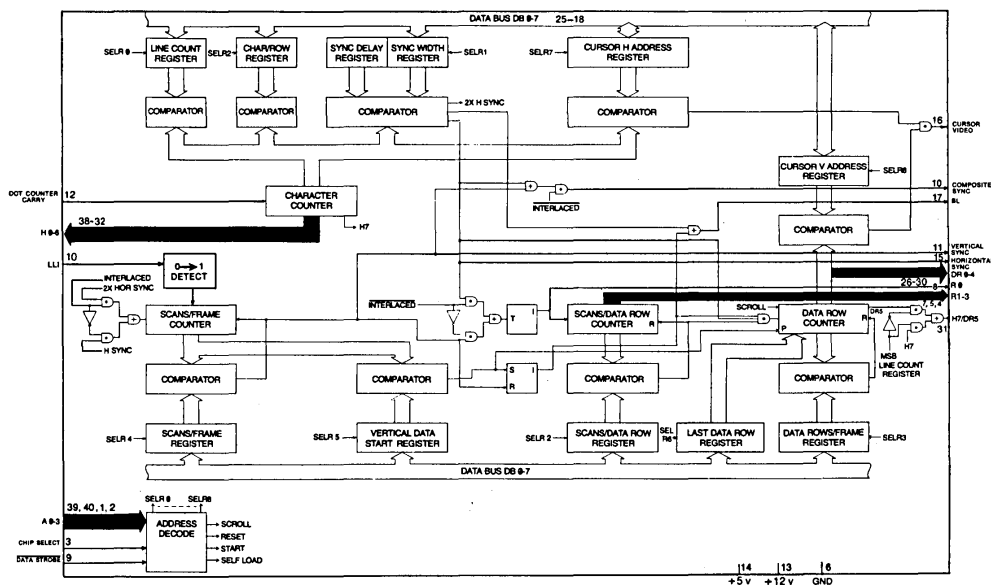 DATA BUS DB 0-7 25-18
SELR 0
LINE COUNT
REGISTER
SELR2
CHAR/ROW
REGISTER
SYNC DELAY
REGISTER
SYNC WIDTH
REGISTER
SELR1
SELR7
CURSOR H ADDRESS
REGISTER
COMPARATOR
COMPARATOR
COMPARATOR
2X H SYNC
COMPARATOR
16
CURSOR
VIDEO
CURSOR V ADDRESS
REGISTER
SELR8
DOT COUNTER
CARRY
12
CHARACTER
COUNTER
H7
INTERLACED
10
COMPOSITE
SYNC
17
BL
38-32
H 0-6
COMPARATOR
11
VERTICAL
SYNC
15
HORIZONTA
SYNC
DR 0-4
LLI
10
0→1
DETECT
26-30
8
R 0
R1-3
7, 5, 4
INTERLACED
2X HOR SYNC
H SYNC
SCANS/FRAME
COUNTER
INTERLACED
T
I
SCANS/DATA ROW
COUNTER
R
SCROLL
DATA ROW
COUNTER
P
R
DR5
H7/DR5
31
H7
MSB
LINE COUNT
REGISTER
COMPARATOR
COMPARATOR
S
I
R
COMPARATOR
COMPARATOR
SELR 4
SCANS/FRAME
REGISTER
SELR 5
VERTICAL DATA
START REGISTER
SELR 2
SCANS/DATA ROW
REGISTER
SEL
R6
LAST DATA ROW
REGISTER
DATA ROWS/FRAME
REGISTER
SELR3
DATA BUS DB 0-7
SELR 0
SELR8
39, 40, 1, 2
A 0-3
ADDRESS
DECODE
SCROLL
RESET
START
SELF LOAD
CHIP SELECT
3
DATA STROBE
9
14
+5 V
13
+12 V
6
GND